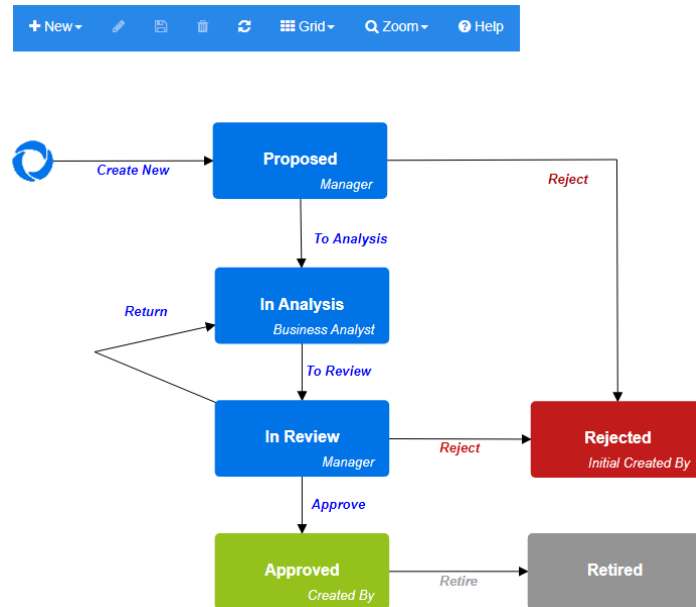 New
Grid
Zoom
Help
Proposed
Manager
Create New
Reject
To Analysis
In Analysis
Business Analyst
Return
To Review
In Review
Manager
Reject
Rejected
Initial Created By
Approve
Approved
Created By
Retire
Retired